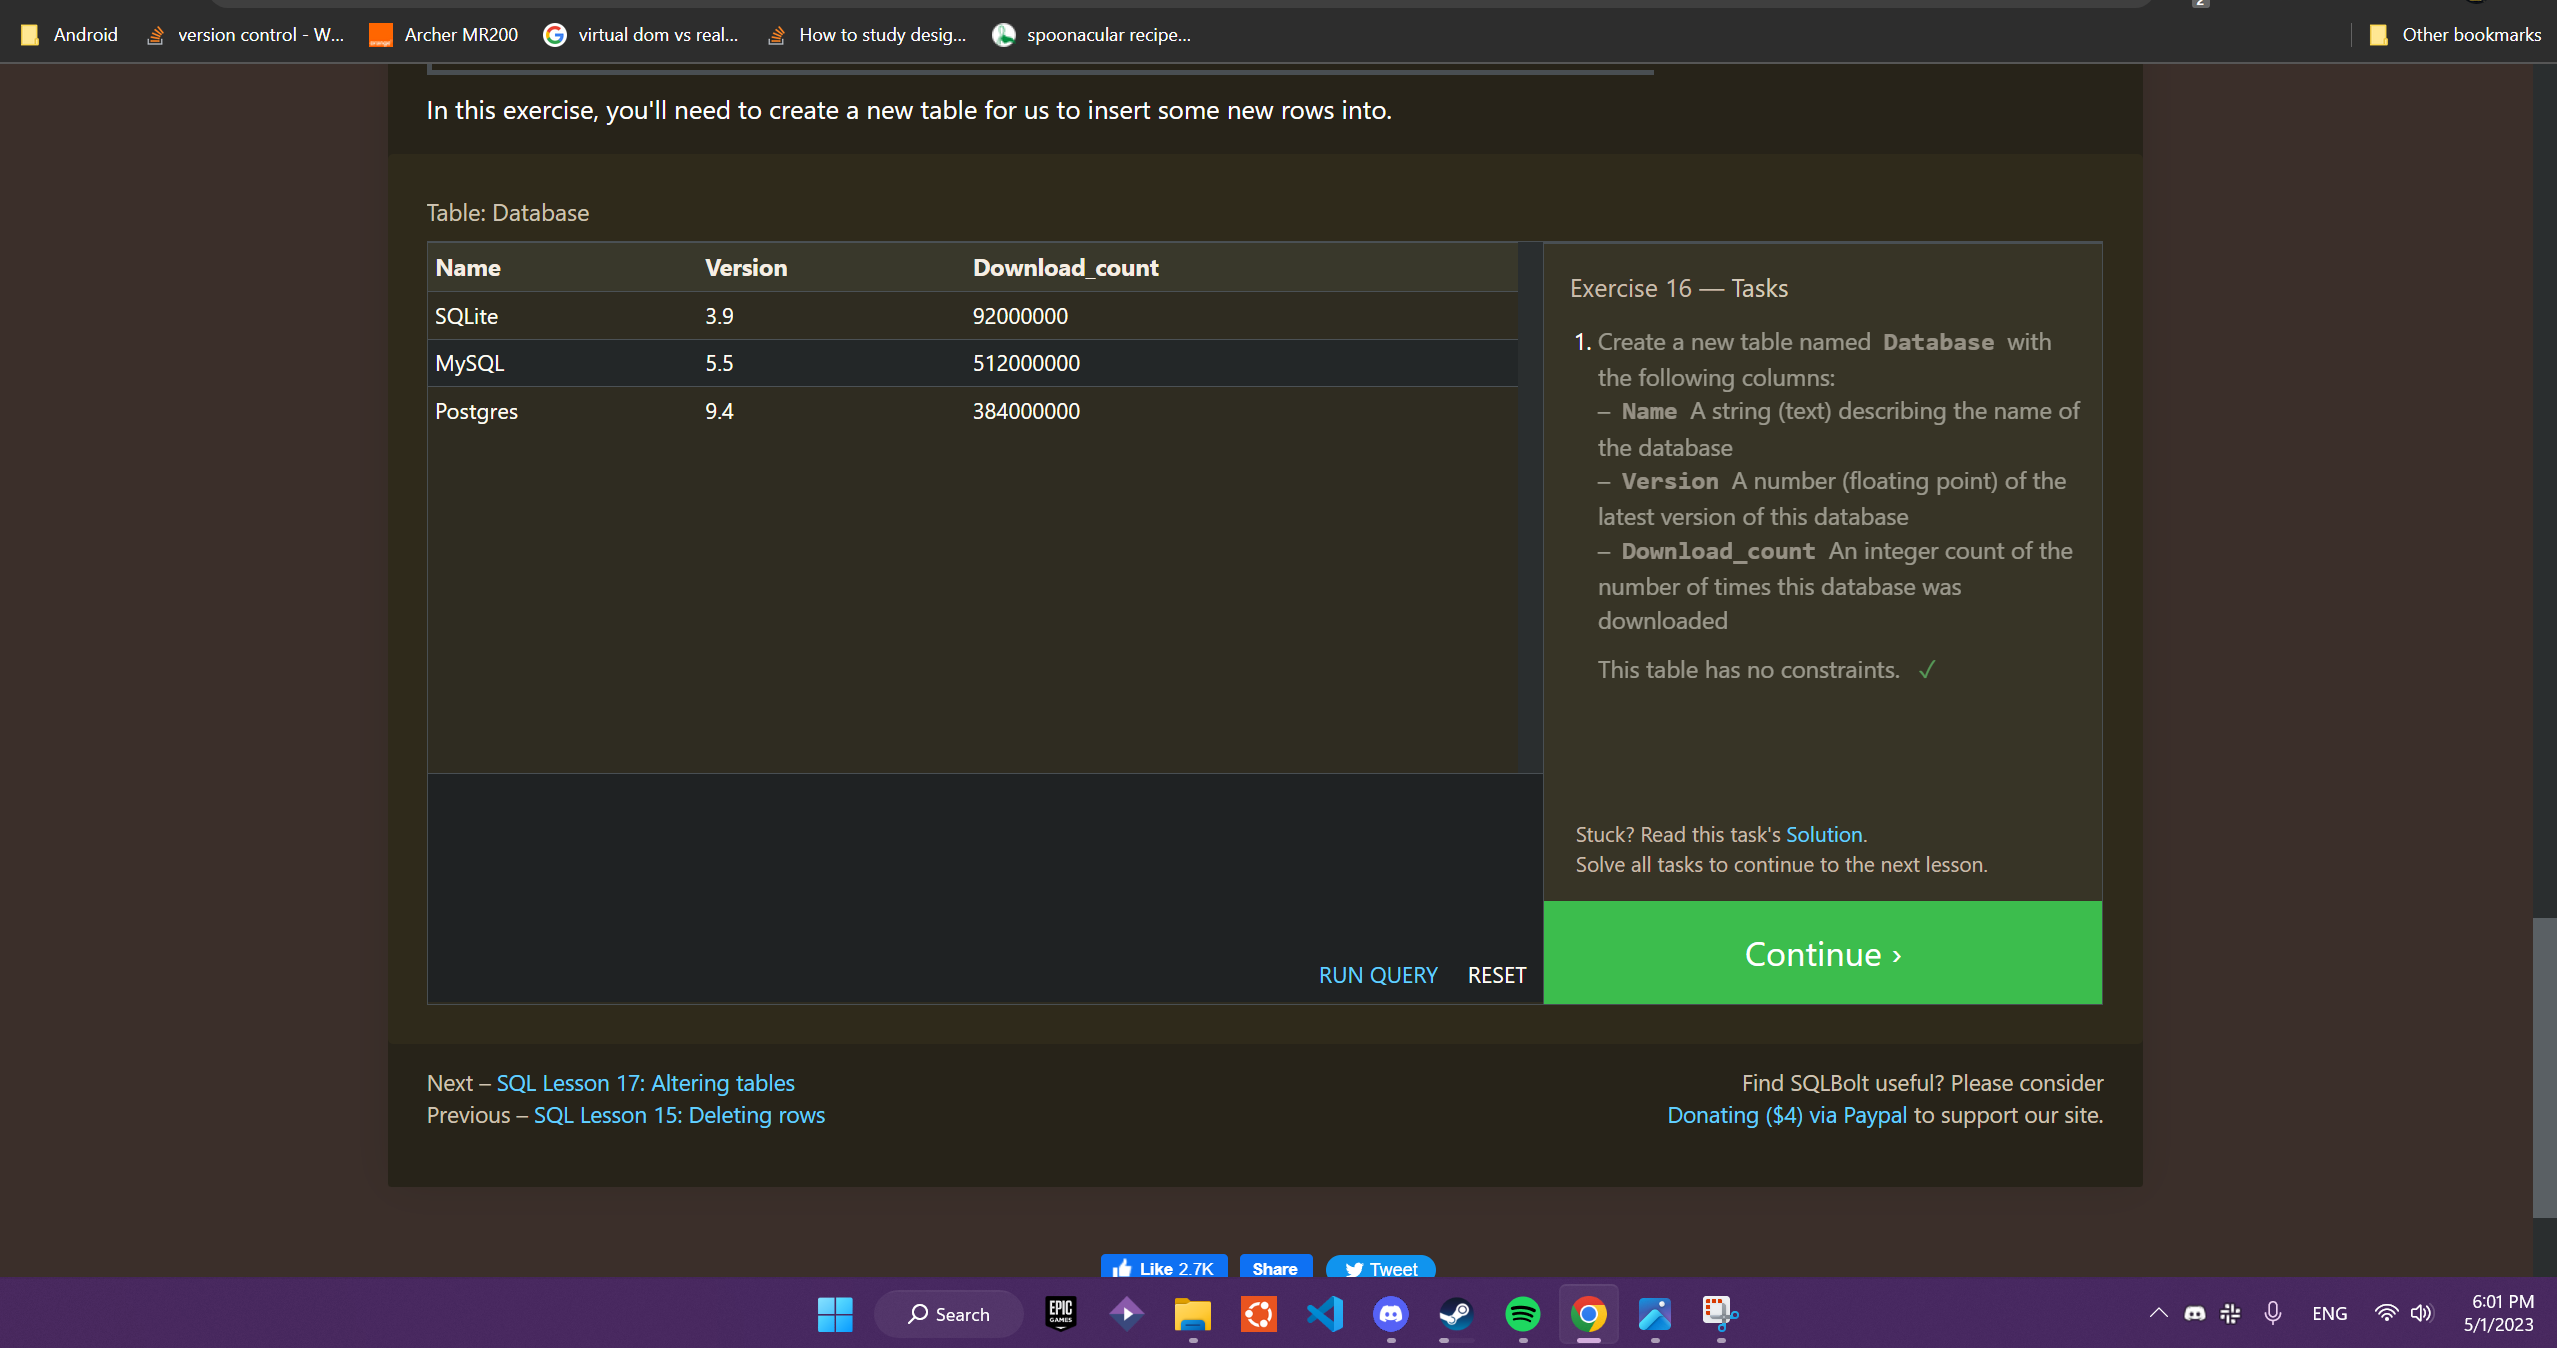 2
Android
version control - W...
Archer MR200
virtual dom vs real...
How to study desig...
spoonacular recipe...
Other bookmarks
In this exercise, you'll need to create a new table for us to insert some new rows into.
Table: Database
Name Version Download_count
SQLite 3.9 92000000
MySQL 5.5 512000000
Postgres 9.4 384000000
RUN QUERY RESET
Exercise 16 — Tasks
1. Create a new table named Database with
the following columns:
– Name A string (text) describing the name of
the database
– Version A number (floating point) of the
latest version of this database
– Download_count An integer count of the
number of times this database was
downloaded
This table has no constraints. ✓
Stuck? Read this task's Solution.
Solve all tasks to continue to the next lesson.
Continue ›
Next – SQL Lesson 17: Altering tables
Previous – SQL Lesson 15: Deleting rows
Find SQLBolt useful? Please consider
Donating ($4) via Paypal to support our site.
Like 2.7K
Share
Tweet
Search
EPIC
GAMES
ENG
6:01 PM
5/1/2023